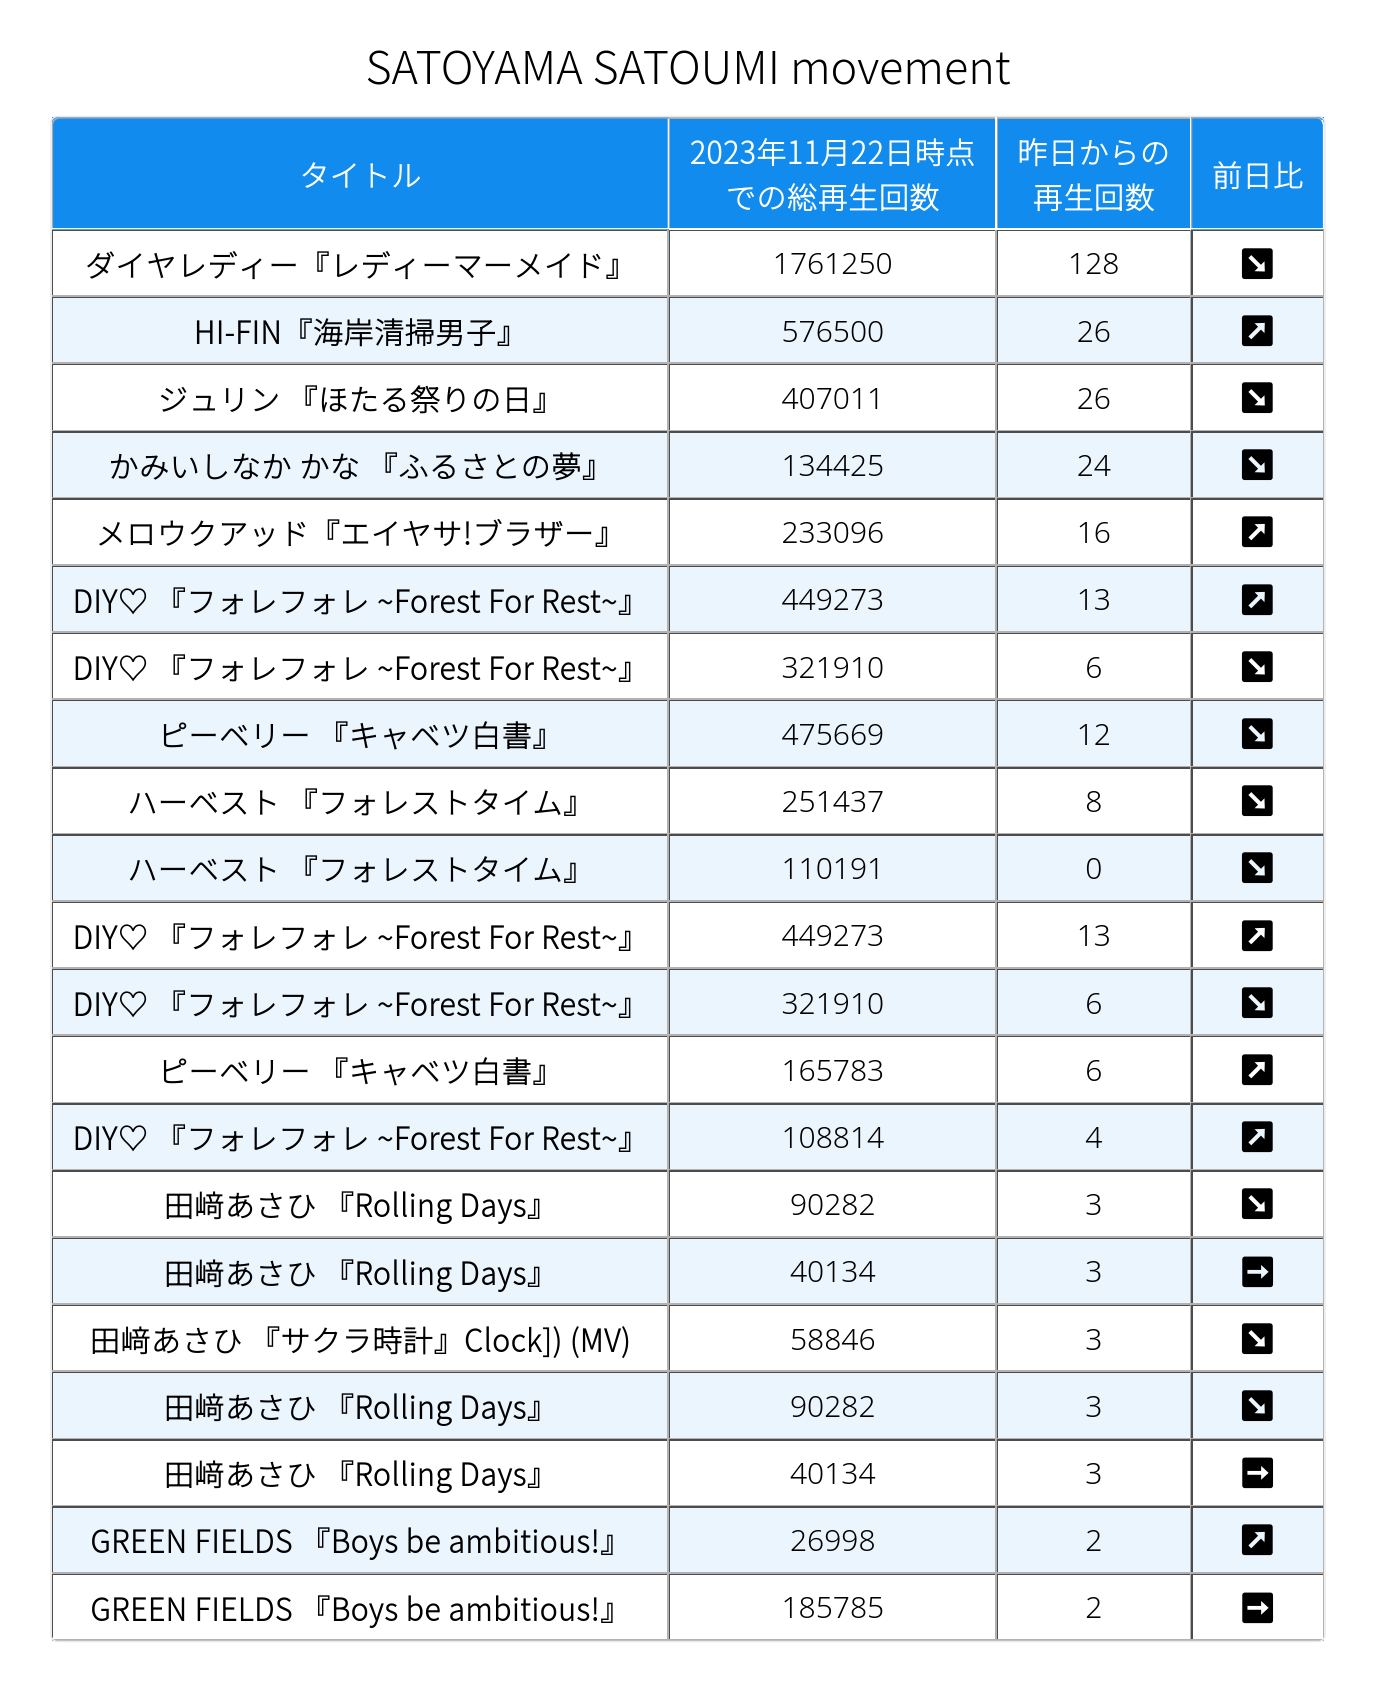 SATOYAMA SATOUMI movement
タイトル 2023年11月22日時点での総再生回数 昨日からの再生回数 前日比
ダイヤレディー『レディーマーメイド』 1761250 128 ↘
HI-FIN『海岸清掃男子』 576500 26 ↗
ジュリン 『ほたる祭りの日』 407011 26 ↘
かみいしなか かな 『ふるさとの夢』 134425 24 ↘
メロウクアッド『エイヤサ!ブラザー』 233096 16 ↗
DIY♡ 『フォレフォレ ~Forest For Rest~』 449273 13 ↗
DIY♡ 『フォレフォレ ~Forest For Rest~』 321910 6 ↘
ピーベリー 『キャベツ白書』 475669 12 ↘
ハーベスト 『フォレストタイム』 251437 8 ↘
ハーベスト 『フォレストタイム』 110191 0 ↘
DIY♡ 『フォレフォレ ~Forest For Rest~』 449273 13 ↗
DIY♡ 『フォレフォレ ~Forest For Rest~』 321910 6 ↘
ピーベリー 『キャベツ白書』 165783 6 ↗
DIY♡ 『フォレフォレ ~Forest For Rest~』 108814 4 ↗
田﨑あさひ 『Rolling Days』 90282 3 ↘
田﨑あさひ 『Rolling Days』 40134 3 →
田﨑あさひ 『サクラ時計』Clock]) (MV) 58846 3 ↘
田﨑あさひ 『Rolling Days』 90282 3 ↘
田﨑あさひ 『Rolling Days』 40134 3 →
GREEN FIELDS 『Boys be ambitious!』 26998 2 ↗
GREEN FIELDS 『Boys be ambitious!』 185785 2 →